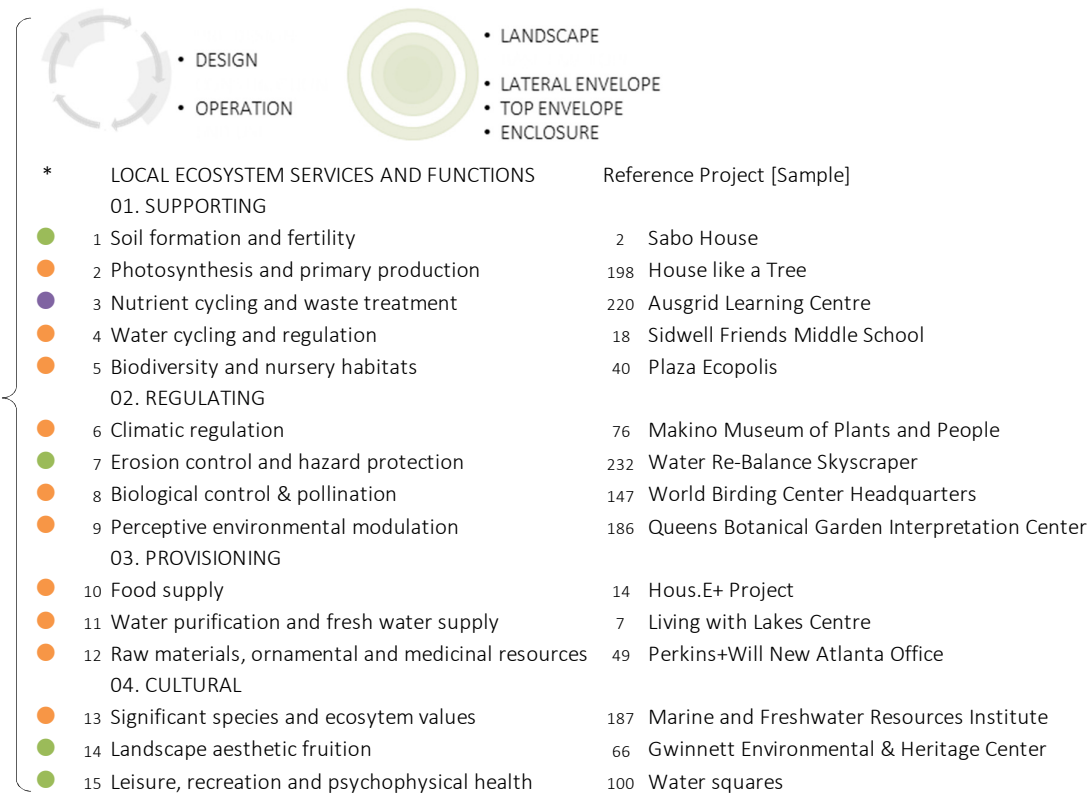 • DESIGN
• OPERATION
• LANDSCAPE
• LATERAL ENVELOPE
• TOP ENVELOPE
• ENCLOSURE
* LOCAL ECOSYSTEM SERVICES AND FUNCTIONS Reference Project [Sample]
01. SUPPORTING
1 Soil formation and fertility 2 Sabo House
2 Photosynthesis and primary production 198 House like a Tree
3 Nutrient cycling and waste treatment 220 Ausgrid Learning Centre
4 Water cycling and regulation 18 Sidwell Friends Middle School
5 Biodiversity and nursery habitats 40 Plaza Ecopolis
02. REGULATING
6 Climatic regulation 76 Makino Museum of Plants and People
7 Erosion control and hazard protection 232 Water Re-Balance Skyscraper
8 Biological control & pollination 147 World Birding Center Headquarters
9 Perceptive environmental modulation 186 Queens Botanical Garden Interpretation Center
03. PROVISIONING
10 Food supply 14 Hous.E+ Project
11 Water purification and fresh water supply 7 Living with Lakes Centre
12 Raw materials, ornamental and medicinal resources 49 Perkins+Will New Atlanta Office
04. CULTURAL
13 Significant species and ecosytem values 187 Marine and Freshwater Resources Institute
14 Landscape aesthetic fruition 66 Gwinnett Environmental & Heritage Center
15 Leisure, recreation and psychophysical health 100 Water squares